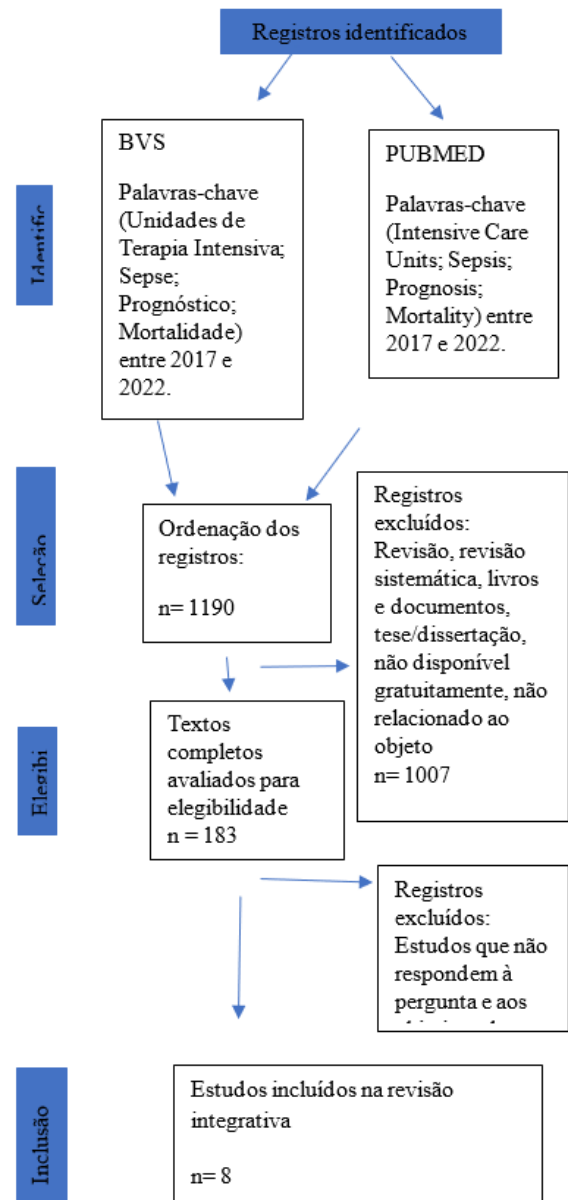 Registros identificados
BVS
Palavras-chave
(Unidades de
Terapia Intensiva;
Sepse;
Prognóstico;
Mortalidade)
entre 2017 e
2022.
PUBMED
Palavras-chave
(Intensive Care
Units; Sepsis;
Prognosis;
Mortality) entre
2017 e 2022.
Identific
Seleção
Ordenação dos
registros:
n= 1190
Registros
excluídos:
Revisão, revisão
sistemática, livros
e documentos,
tese/dissertação,
não disponível
gratuitamente, não
relacionado ao
objeto
n= 1007
Elegibi
Textos
completos
avaliados para
elegibilidade
n = 183
Registros
excluídos:
Estudos que não
respondem à
pergunta e aos
Inclusão
Estudos incluídos na revisão
integrativa
n= 8